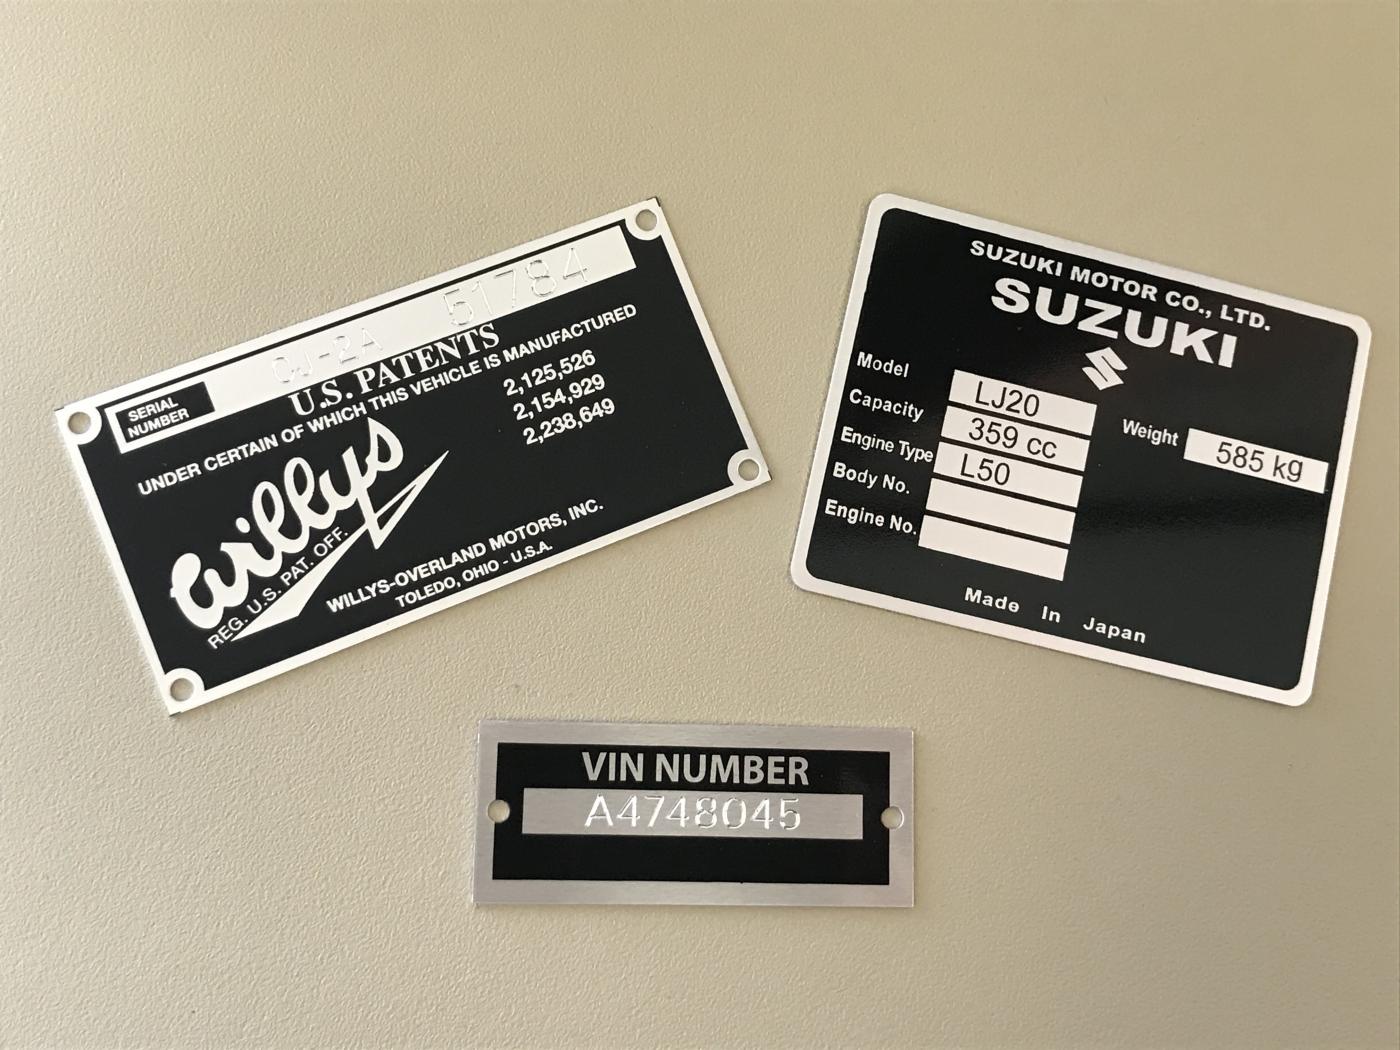 SERIAL NUMBER CJ-2A 51784
U.S. PATENTS
UNDER CERTAIN OF WHICH THIS VEHICLE IS MANUFACTURED
2,125,526
2,154,929
2,238,649
Willys
REG. U.S. PAT. OFF.
WILLYS-OVERLAND MOTORS, INC.
TOLEDO, OHIO - U.S.A.
SUZUKI MOTOR CO., LTD.
SUZUKI
Model LJ20
Capacity 359 cc Weight 585 kg
Engine Type L50
Body No.
Engine No.
Made In Japan
VIN NUMBER
A4748045